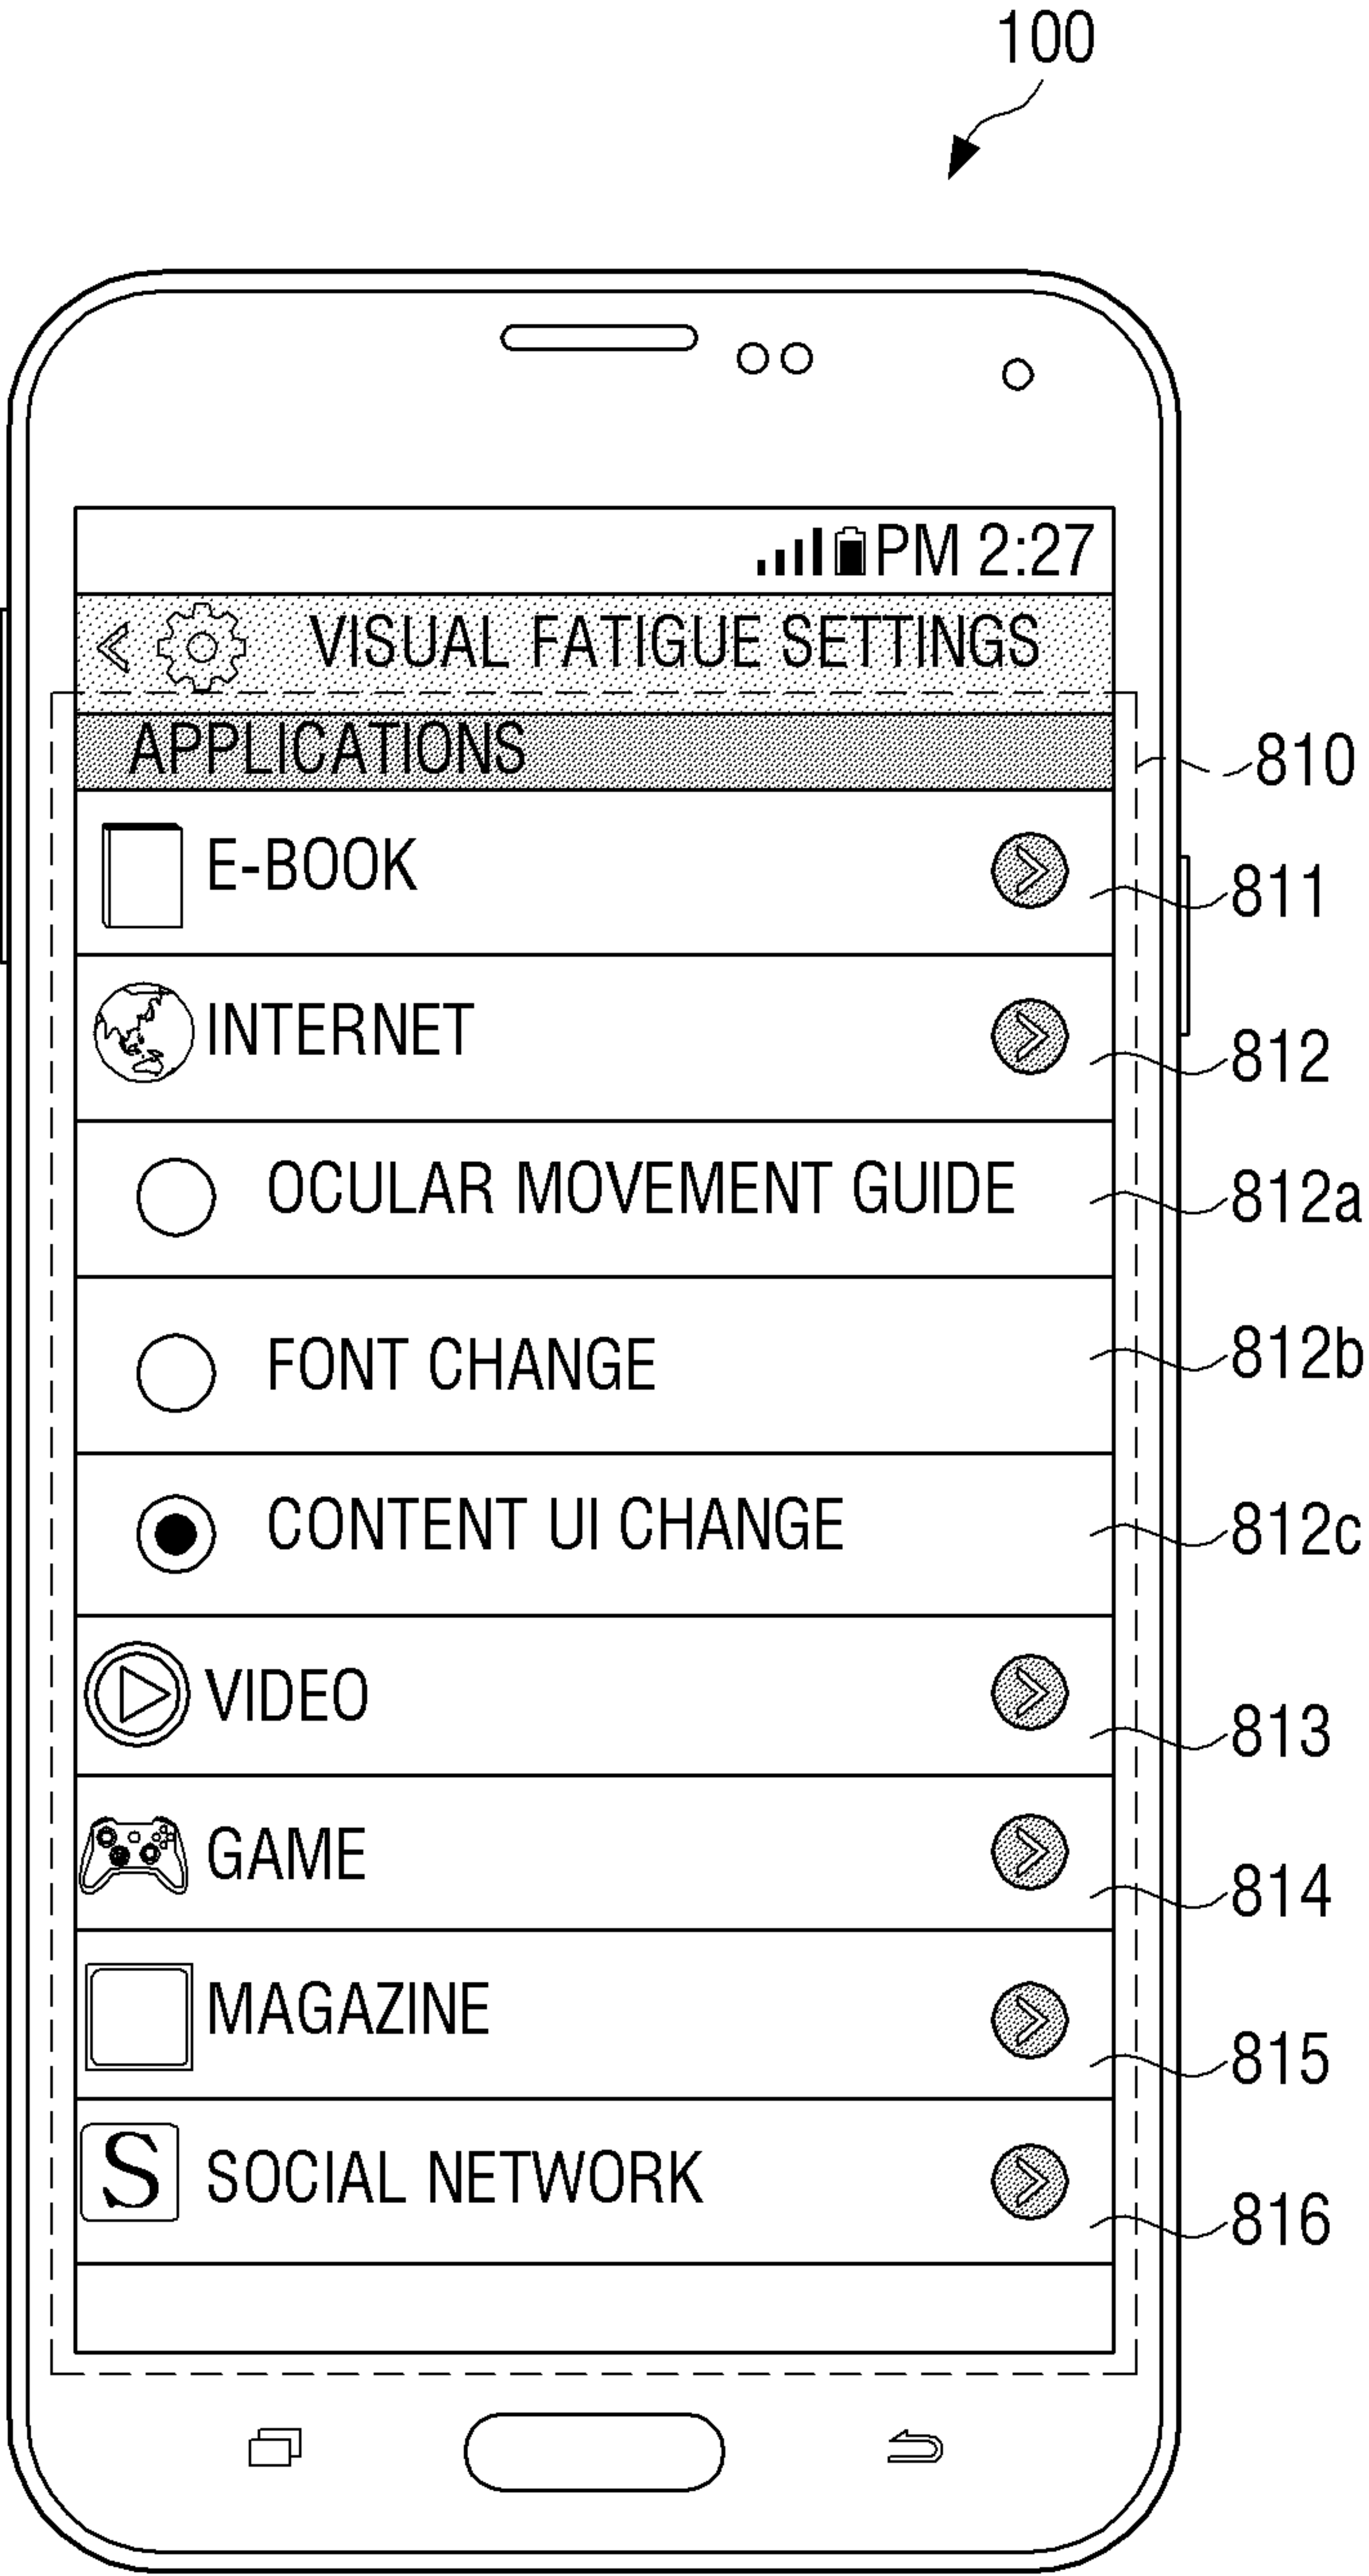 100
PM 2:27
VISUAL FATIGUE SETTINGS
APPLICATIONS
810
E-BOOK
811
INTERNET
812
OCULAR MOVEMENT GUIDE
812a
FONT CHANGE
812b
CONTENT UI CHANGE
812c
VIDEO
813
GAME
814
MAGAZINE
815
S
SOCIAL NETWORK
816